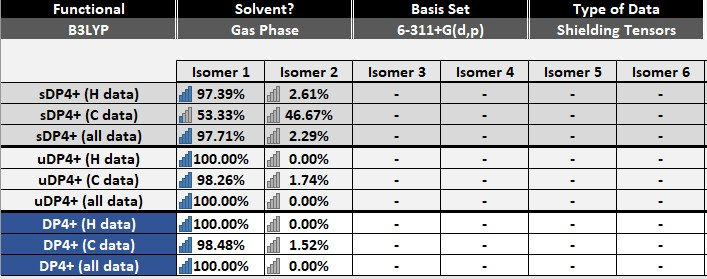 Functional Solvent? Basis Set Type of Data
B3LYP Gas Phase 6-311+G(d,p) Shielding Tensors
Isomer 1 Isomer 2 Isomer 3 Isomer 4 Isomer 5 Isomer 6
sDP4+ (H data) 97.39% 2.61% - - - -
sDP4+ (C data) 53.33% 46.67% - - - -
sDP4+ (all data) 97.71% 2.29% - - - -
uDP4+ (H data) 100.00% 0.00% - - - -
uDP4+ (C data) 98.26% 1.74% - - - -
uDP4+ (all data) 100.00% 0.00% - - - -
DP4+ (H data) 100.00% 0.00% - - - -
DP4+ (C data) 98.48% 1.52% - - - -
DP4+ (all data) 100.00% 0.00% - - - -